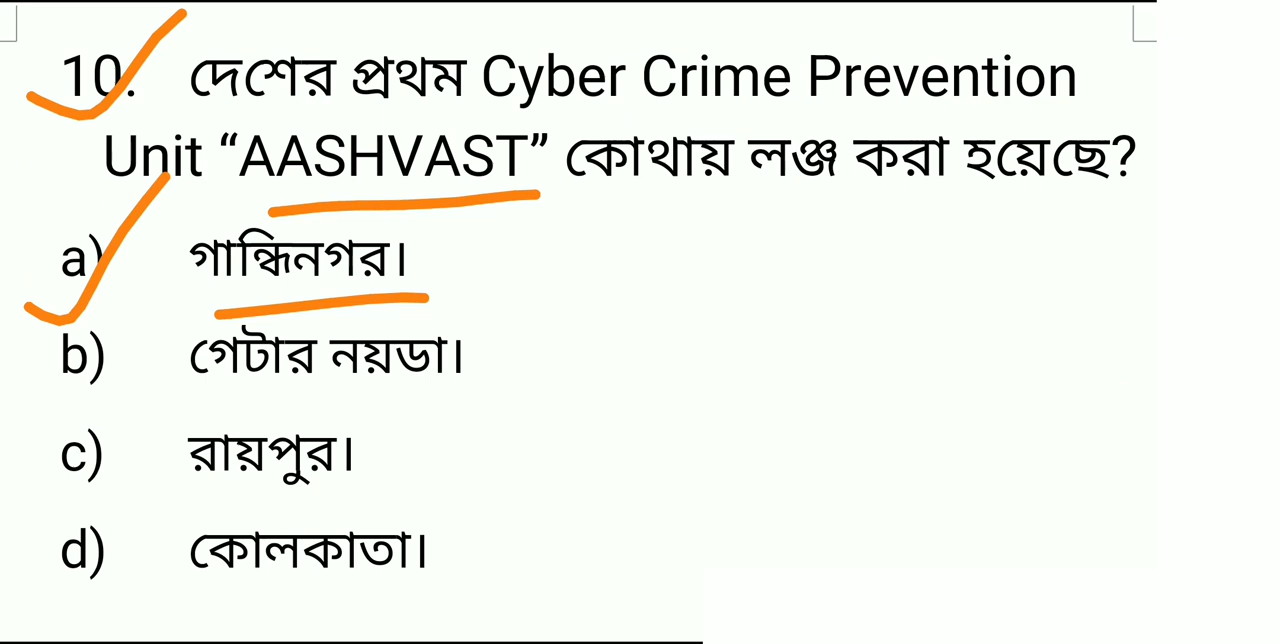 10. দেশের প্রথম Cyber Crime Prevention
Unit “AASHVAST” কোথায় লঞ্জ করা হয়েছে?
a) গান্ধিনগর।
b) গেটার নয়ডা।
c) রায়পুর।
d) কোলকাতা।